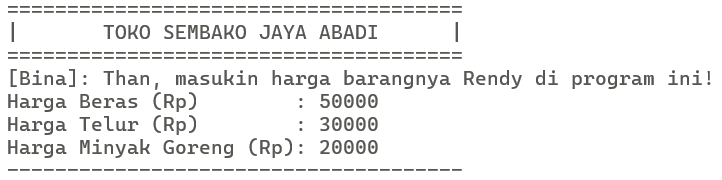 ======================================
|       TOKO SEMBAKO JAYA ABADI      |
======================================
[Bina]: Than, masukin harga barangnya Rendy di program ini!
Harga Beras (Rp)        : 50000
Harga Telur (Rp)        : 30000
Harga Minyak Goreng (Rp): 20000
--------------------------------------